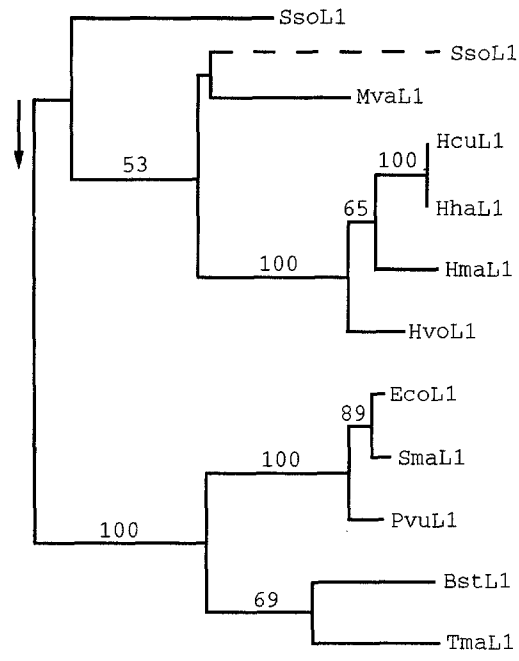 SsoL1
SsoL1
MvaL1
53
HcuL1
100
HhaL1
65
HmaL1
100
HvoL1
EcoL1
89
SmaL1
100
PvuL1
100
BstL1
69
TmaL1